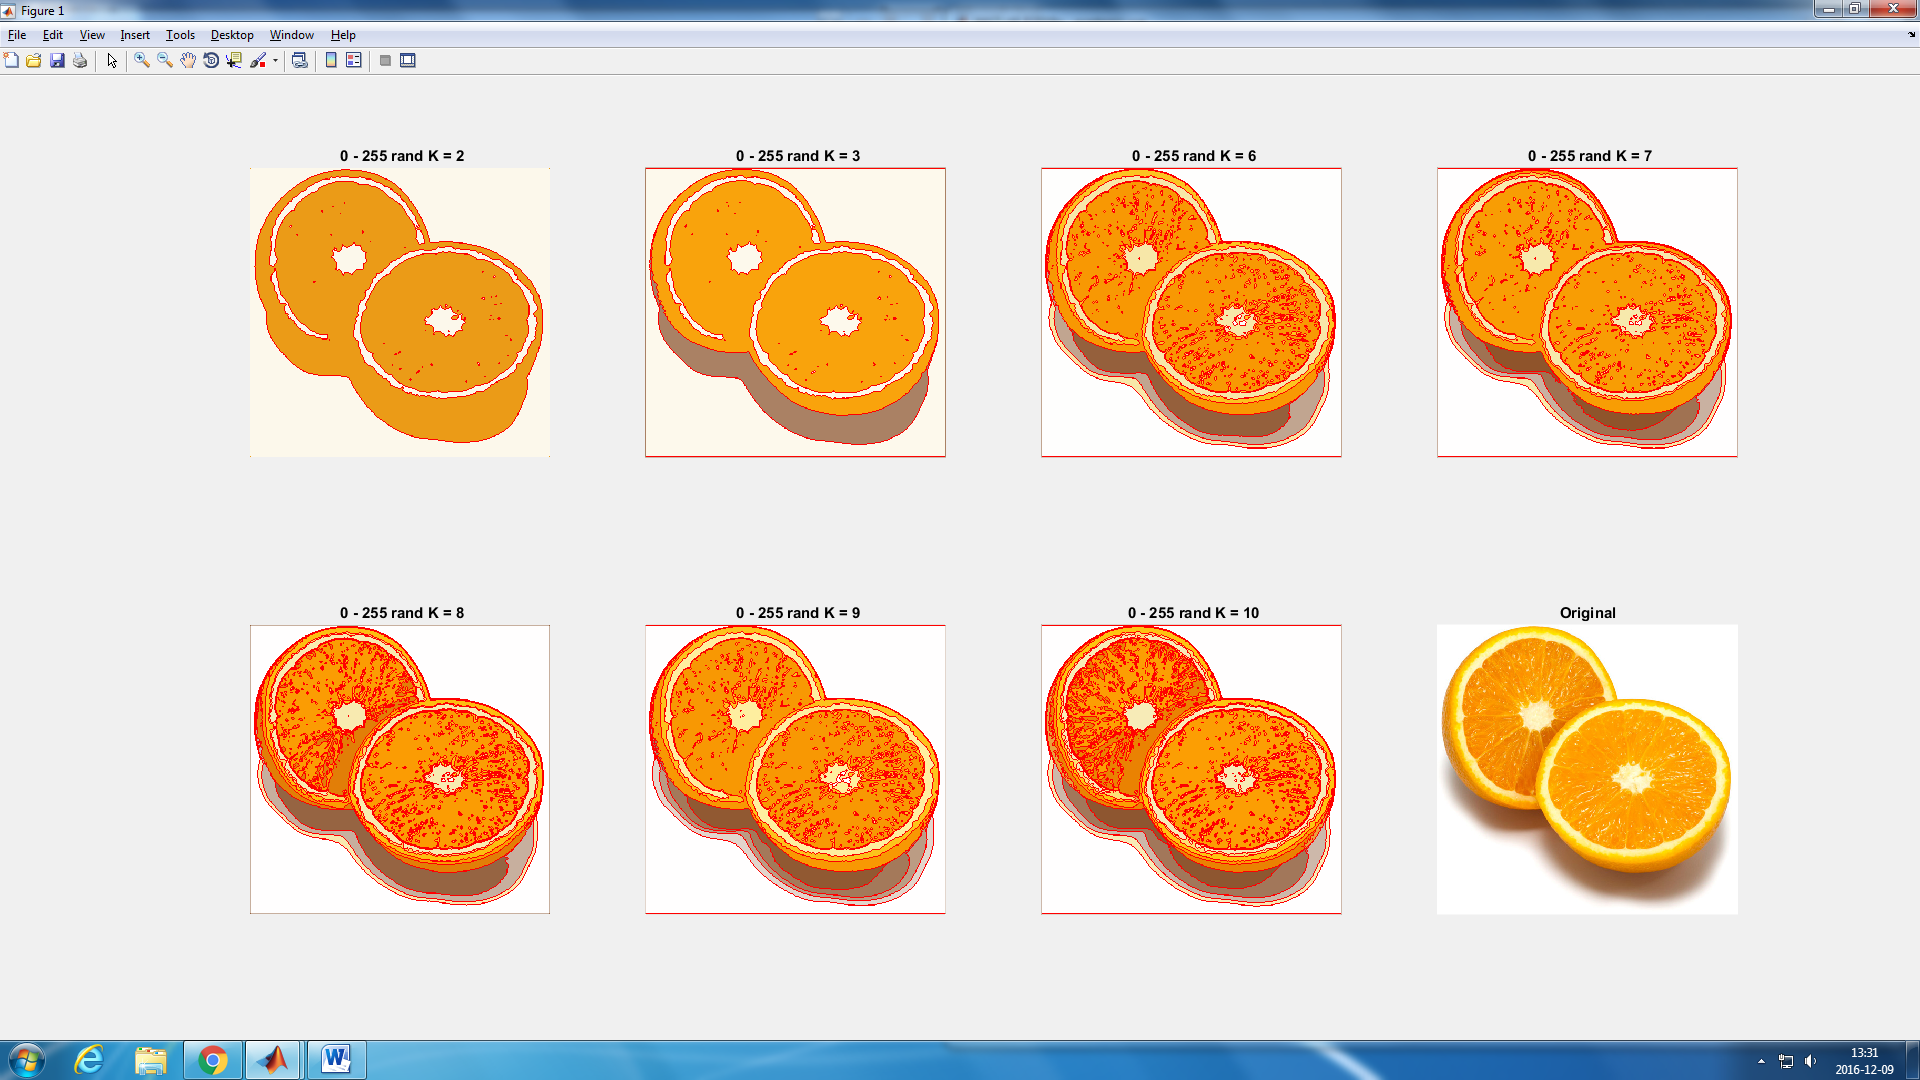 Figure 1
File Edit View Insert Tools Desktop Window Help
0 - 255 rand K = 2
0 - 255 rand K = 3
0 - 255 rand K = 6
0 - 255 rand K = 7
0 - 255 rand K = 8
0 - 255 rand K = 9
0 - 255 rand K = 10
Original
13:31
2016-12-09